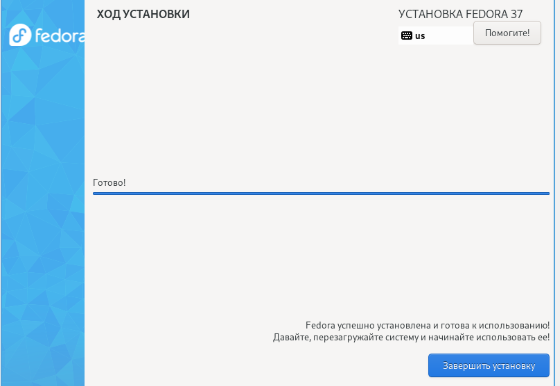 fedora
ХОД УСТАНОВКИ
УСТАНОВКА FEDORA 37
us
Помогите!
Готово!
Fedora успешно установлена и готова к использованию!
Давайте, перезагружайте систему и начинайте использовать ее!
Завершить установку